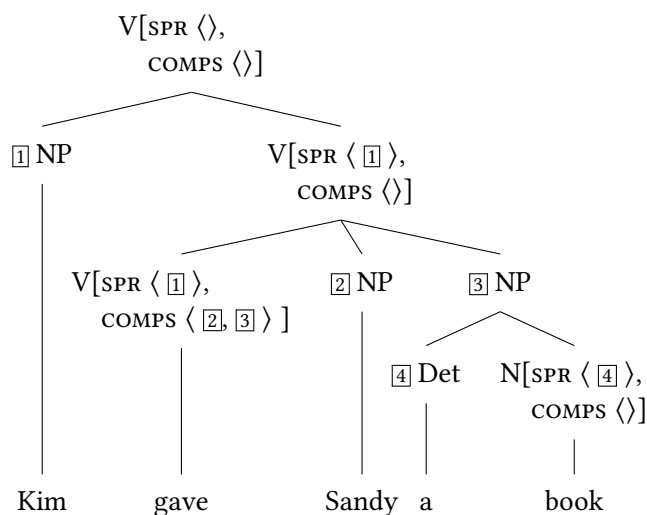 V[SPR ⟨⟩,
COMPS ⟨⟩]
1 NP
V[SPR ⟨ 1 ⟩,
COMPS ⟨⟩]
V[SPR ⟨ 1 ⟩,
COMPS ⟨ 2, 3 ⟩ ]
2 NP
3 NP
4 Det
N[SPR ⟨ 4 ⟩,
COMPS ⟨⟩]
Kim gave Sandy a book